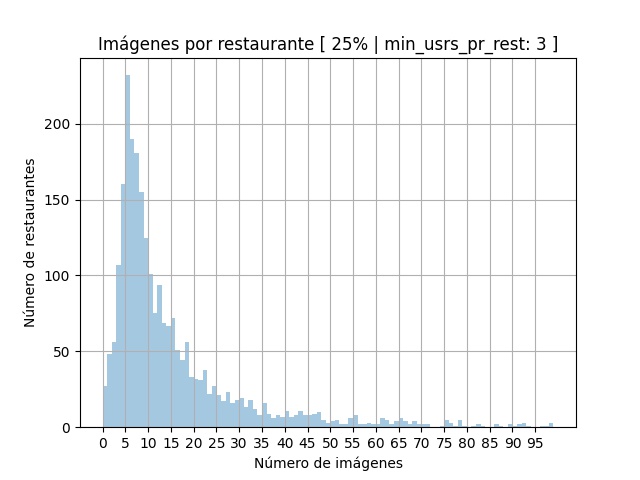 Imágenes por restaurante [ 25% | min_usrs_pr_rest: 3 ]
Número de restaurantes
200
150
100
50
0
0 5 10 15 20 25 30 35 40 45 50 55 60 65 70 75 80 85 90 95
Número de imágenes